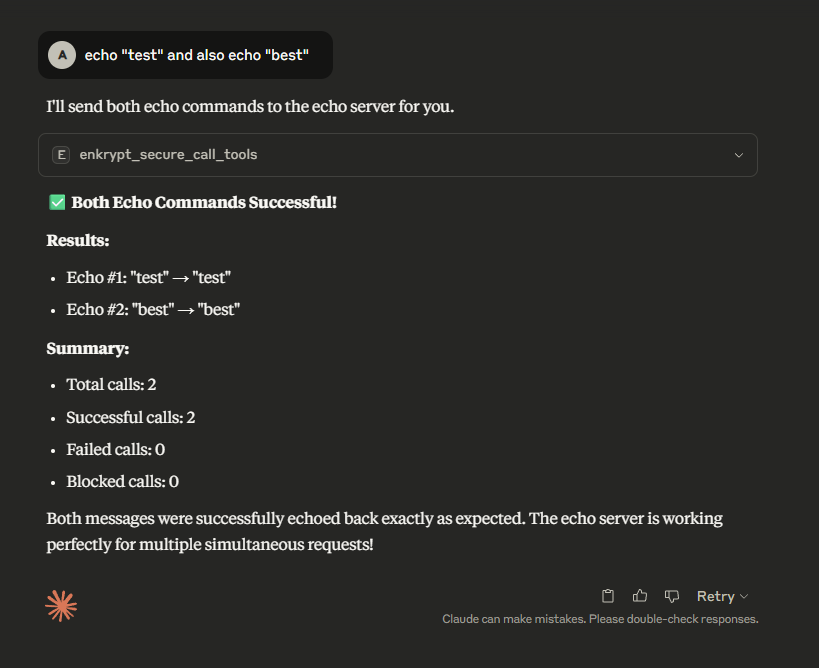 A echo "test" and also echo "best"
I'll send both echo commands to the echo server for you.
E enkrypt_secure_call_tools
✅ Both Echo Commands Successful!
Results:
• Echo #1: "test" → "test"
• Echo #2: "best" → "best"
Summary:
• Total calls: 2
• Successful calls: 2
• Failed calls: 0
• Blocked calls: 0
Both messages were successfully echoed back exactly as expected. The echo server is working
perfectly for multiple simultaneous requests!
Retry
Claude can make mistakes. Please double-check responses.